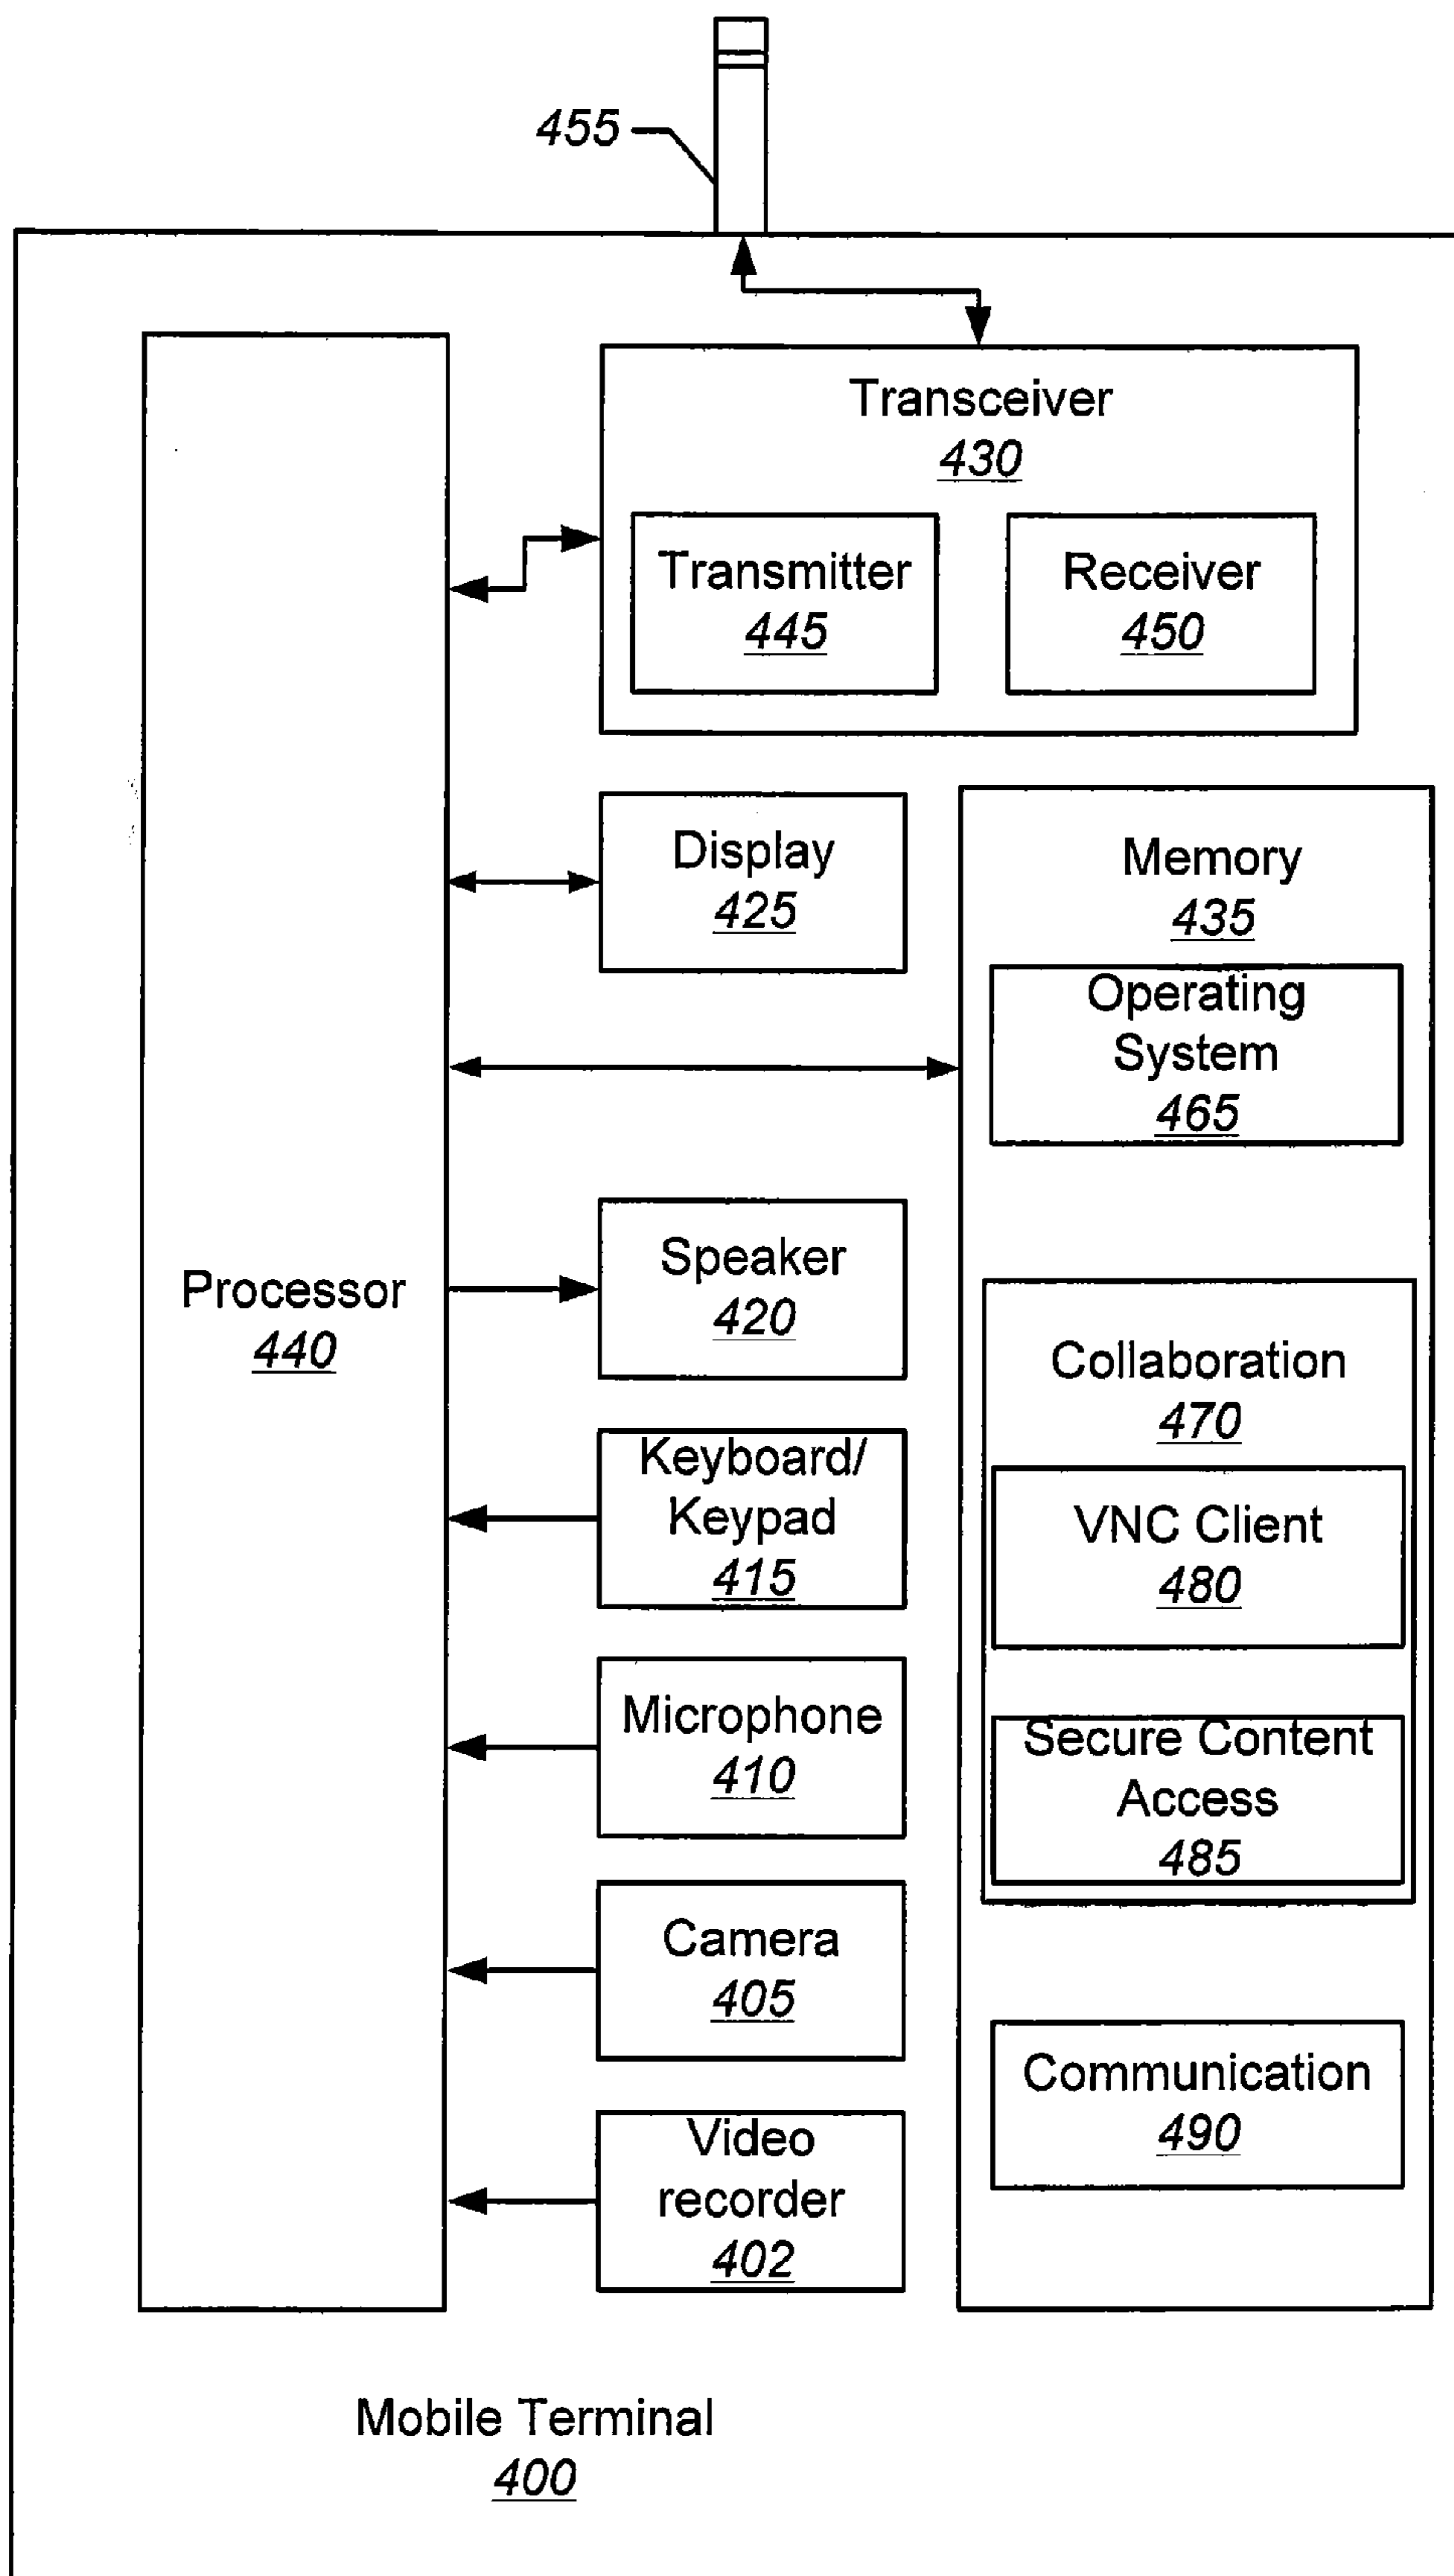 455
Transceiver
430
Transmitter
445
Receiver
450
Display
425
Memory
435
Operating
System
465
Processor
440
Speaker
420
Collaboration
470
Keyboard/
Keypad
415
VNC Client
480
Microphone
410
Secure Content
Access
485
Camera
405
Communication
490
Video
recorder
402
Mobile Terminal
400